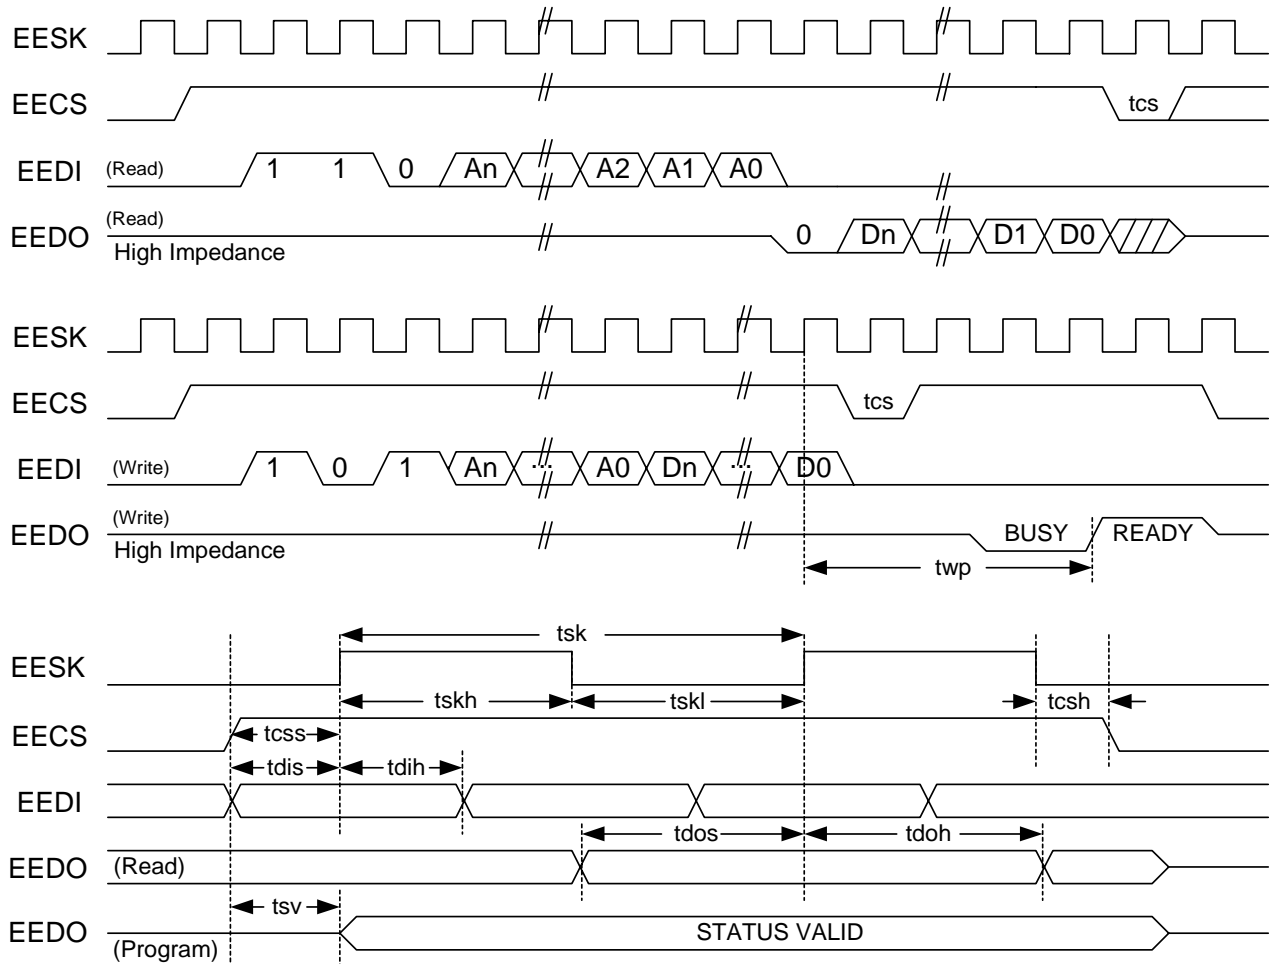 EESK
EECS tcs
EEDI (Read) 1 1 0 An A2 A1 A0
EEDO (Read) 0 Dn D1 D0
High Impedance
EESK
EECS tcs
EEDI (Write) 1 0 1 An ... A0 Dn ... D0
EEDO (Write) BUSY READY
High Impedance
twp
tsk
EESK
tskh tskl tcsh
EECS tcss
tdis tdih
EEDI
tdos tdoh
EEDO (Read)
tsv
EEDO STATUS VALID
(Program)